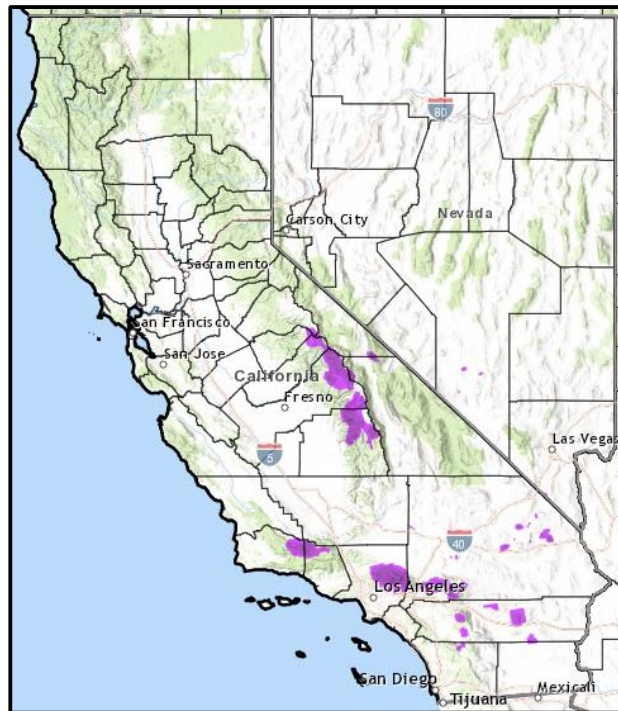 80
Carson City
Nevada
Sacramento
San Francisco
San Jose
California
Fresno
5
Las Vegas
40
Los Angeles
San Diego
Tijuana
Mexicali